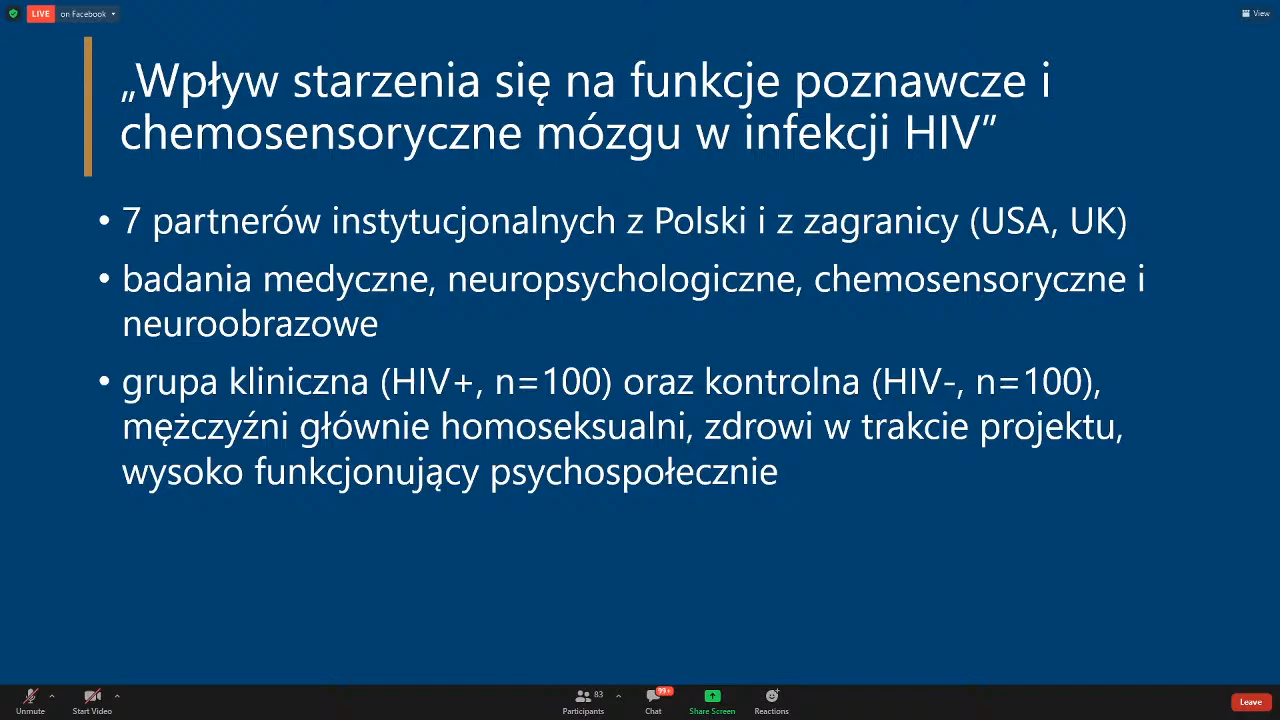 LIVE on Facebook
View
„Wpływ starzenia się na funkcje poznawcze i
chemosensoryczne mózgu w infekcji HIV”
• 7 partnerów instytucjonalnych z Polski i z zagranicy (USA, UK)
• badania medyczne, neuropsychologiczne, chemosensoryczne i
neuroobrazowe
• grupa kliniczna (HIV+, n=100) oraz kontrolna (HIV-, n=100),
mężczyźni głównie homoseksualni, zdrowi w trakcie projektu,
wysoko funkcjonujący psychospołecznie
83 99+
Unmute Start Video Participants Chat Share Screen Reactions Leave